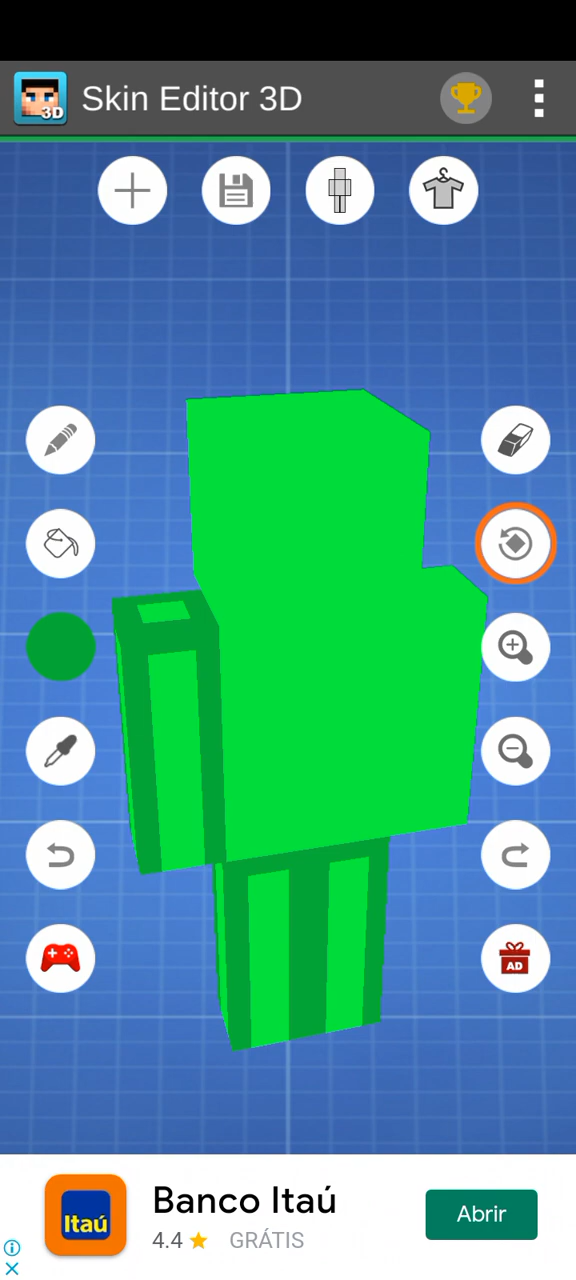 3D
Skin Editor 3D
AD
Itaú
Banco Itaú
4.4 ★ GRÁTIS
Abrir